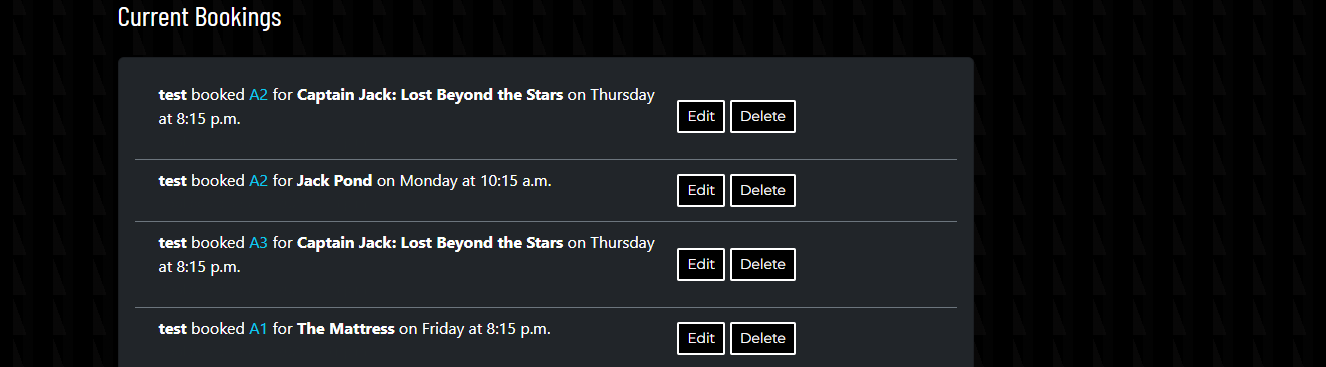 Current Bookings
test booked A2 for Captain Jack: Lost Beyond the Stars on Thursday
at 8:15 p.m.
Edit Delete
test booked A2 for Jack Pond on Monday at 10:15 a.m.
Edit Delete
test booked A3 for Captain Jack: Lost Beyond the Stars on Thursday
at 8:15 p.m.
Edit Delete
test booked A1 for The Mattress on Friday at 8:15 p.m.
Edit Delete